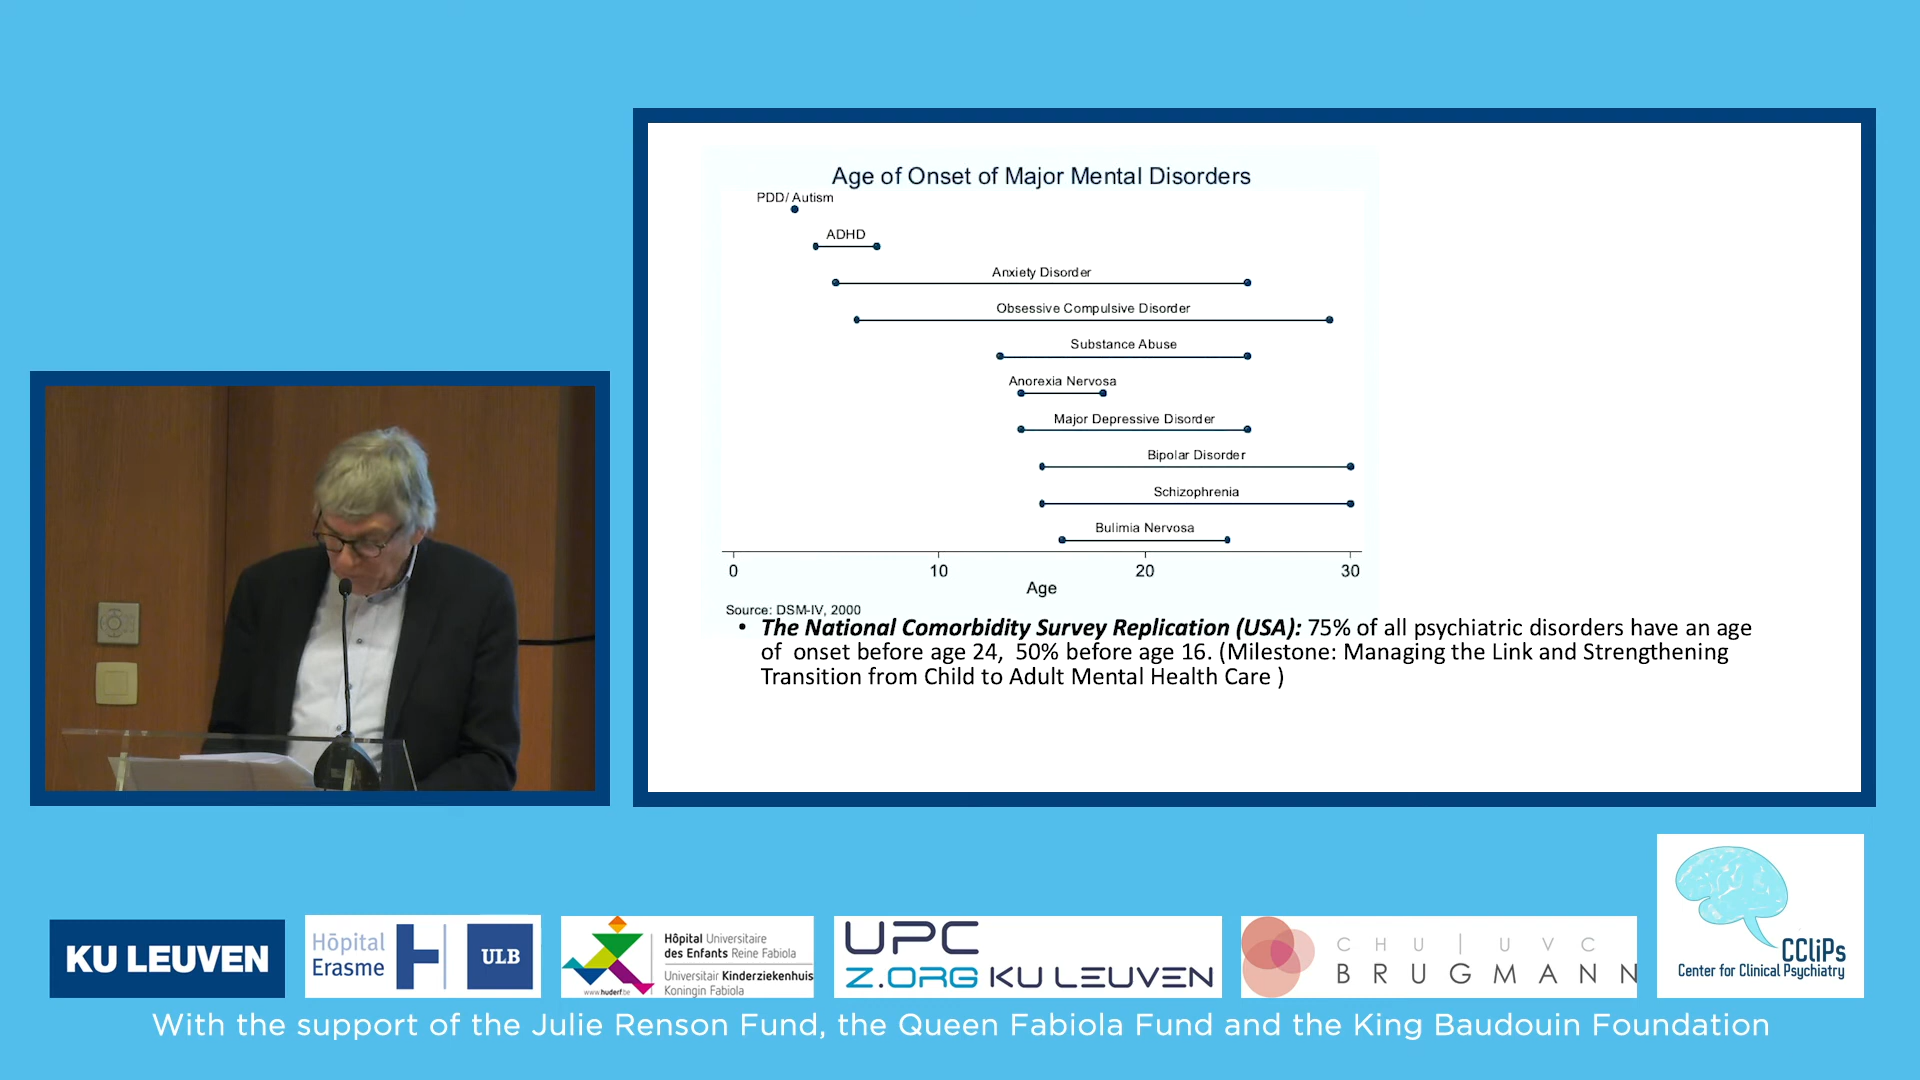 Age of Onset of Major Mental Disorders
PDD/ Autism
ADHD
Anxiety Disorder
Obsessive Compulsive Disorder
Substance Abuse
Anorexia Nervosa
Major Depressive Disorder
Bipolar Disorder
Schizophrenia
Bulimia Nervosa
0 10 20 30
Age
Source: DSM-IV, 2000
• The National Comorbidity Survey Replication (USA): 75% of all psychiatric disorders have an age
of onset before age 24, 50% before age 16. (Milestone: Managing the Link and Strengthening
Transition from Child to Adult Mental Health Care )
KU LEUVEN
Hôpital
Erasme
ULB
Hôpital Universitaire
des Enfants Reine Fabiola
Universitair Kinderziekenhuis
Koningin Fabiola
www.huderf.be
UPC
Z.ORG KU LEUVEN
CHU | UVC
BRUGMANN
CCliPs
Center for Clinical Psychiatry
With the support of the Julie Renson Fund, the Queen Fabiola Fund and the King Baudouin Foundation